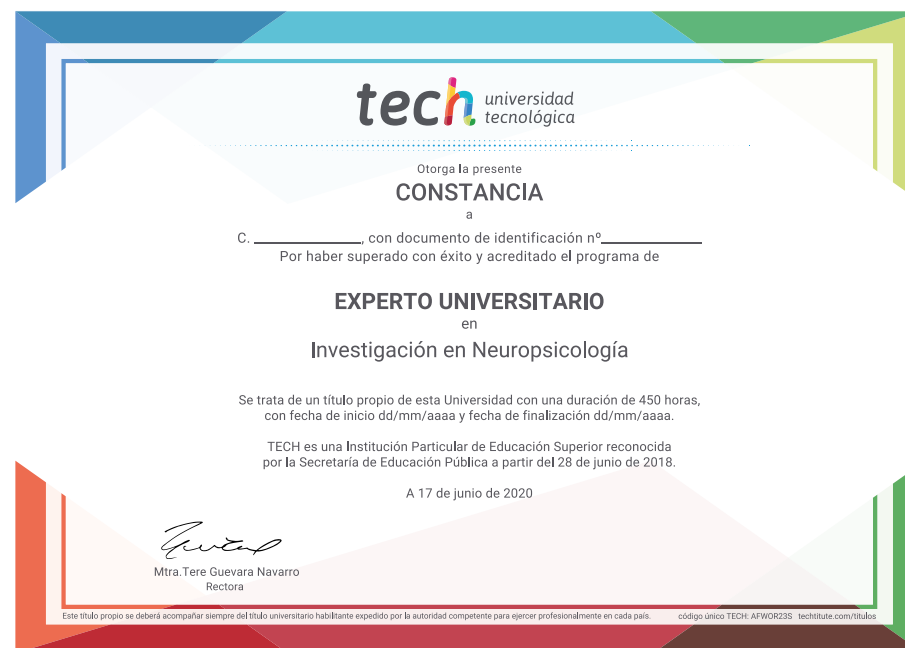 tech universidad
tecnológica
Otorga la presente
CONSTANCIA
a
C. ____________, con documento de identificación nº____________
Por haber superado con éxito y acreditado el programa de
EXPERTO UNIVERSITARIO
en
Investigación en Neuropsicología
Se trata de un título propio de esta Universidad con una duración de 450 horas,
con fecha de inicio dd/mm/aaaa y fecha de finalización dd/mm/aaaa.
TECH es una Institución Particular de Educación Superior reconocida
por la Secretaría de Educación Pública a partir del 28 de junio de 2018.
A 17 de junio de 2020
Mtra.Tere Guevara Navarro
Rectora
Este título propio se deberá acompañar siempre del título universitario habilitante expedido por la autoridad competente para ejercer profesionalmente en cada país. código único TECH: AFWOR23S techtitute.com/titulos